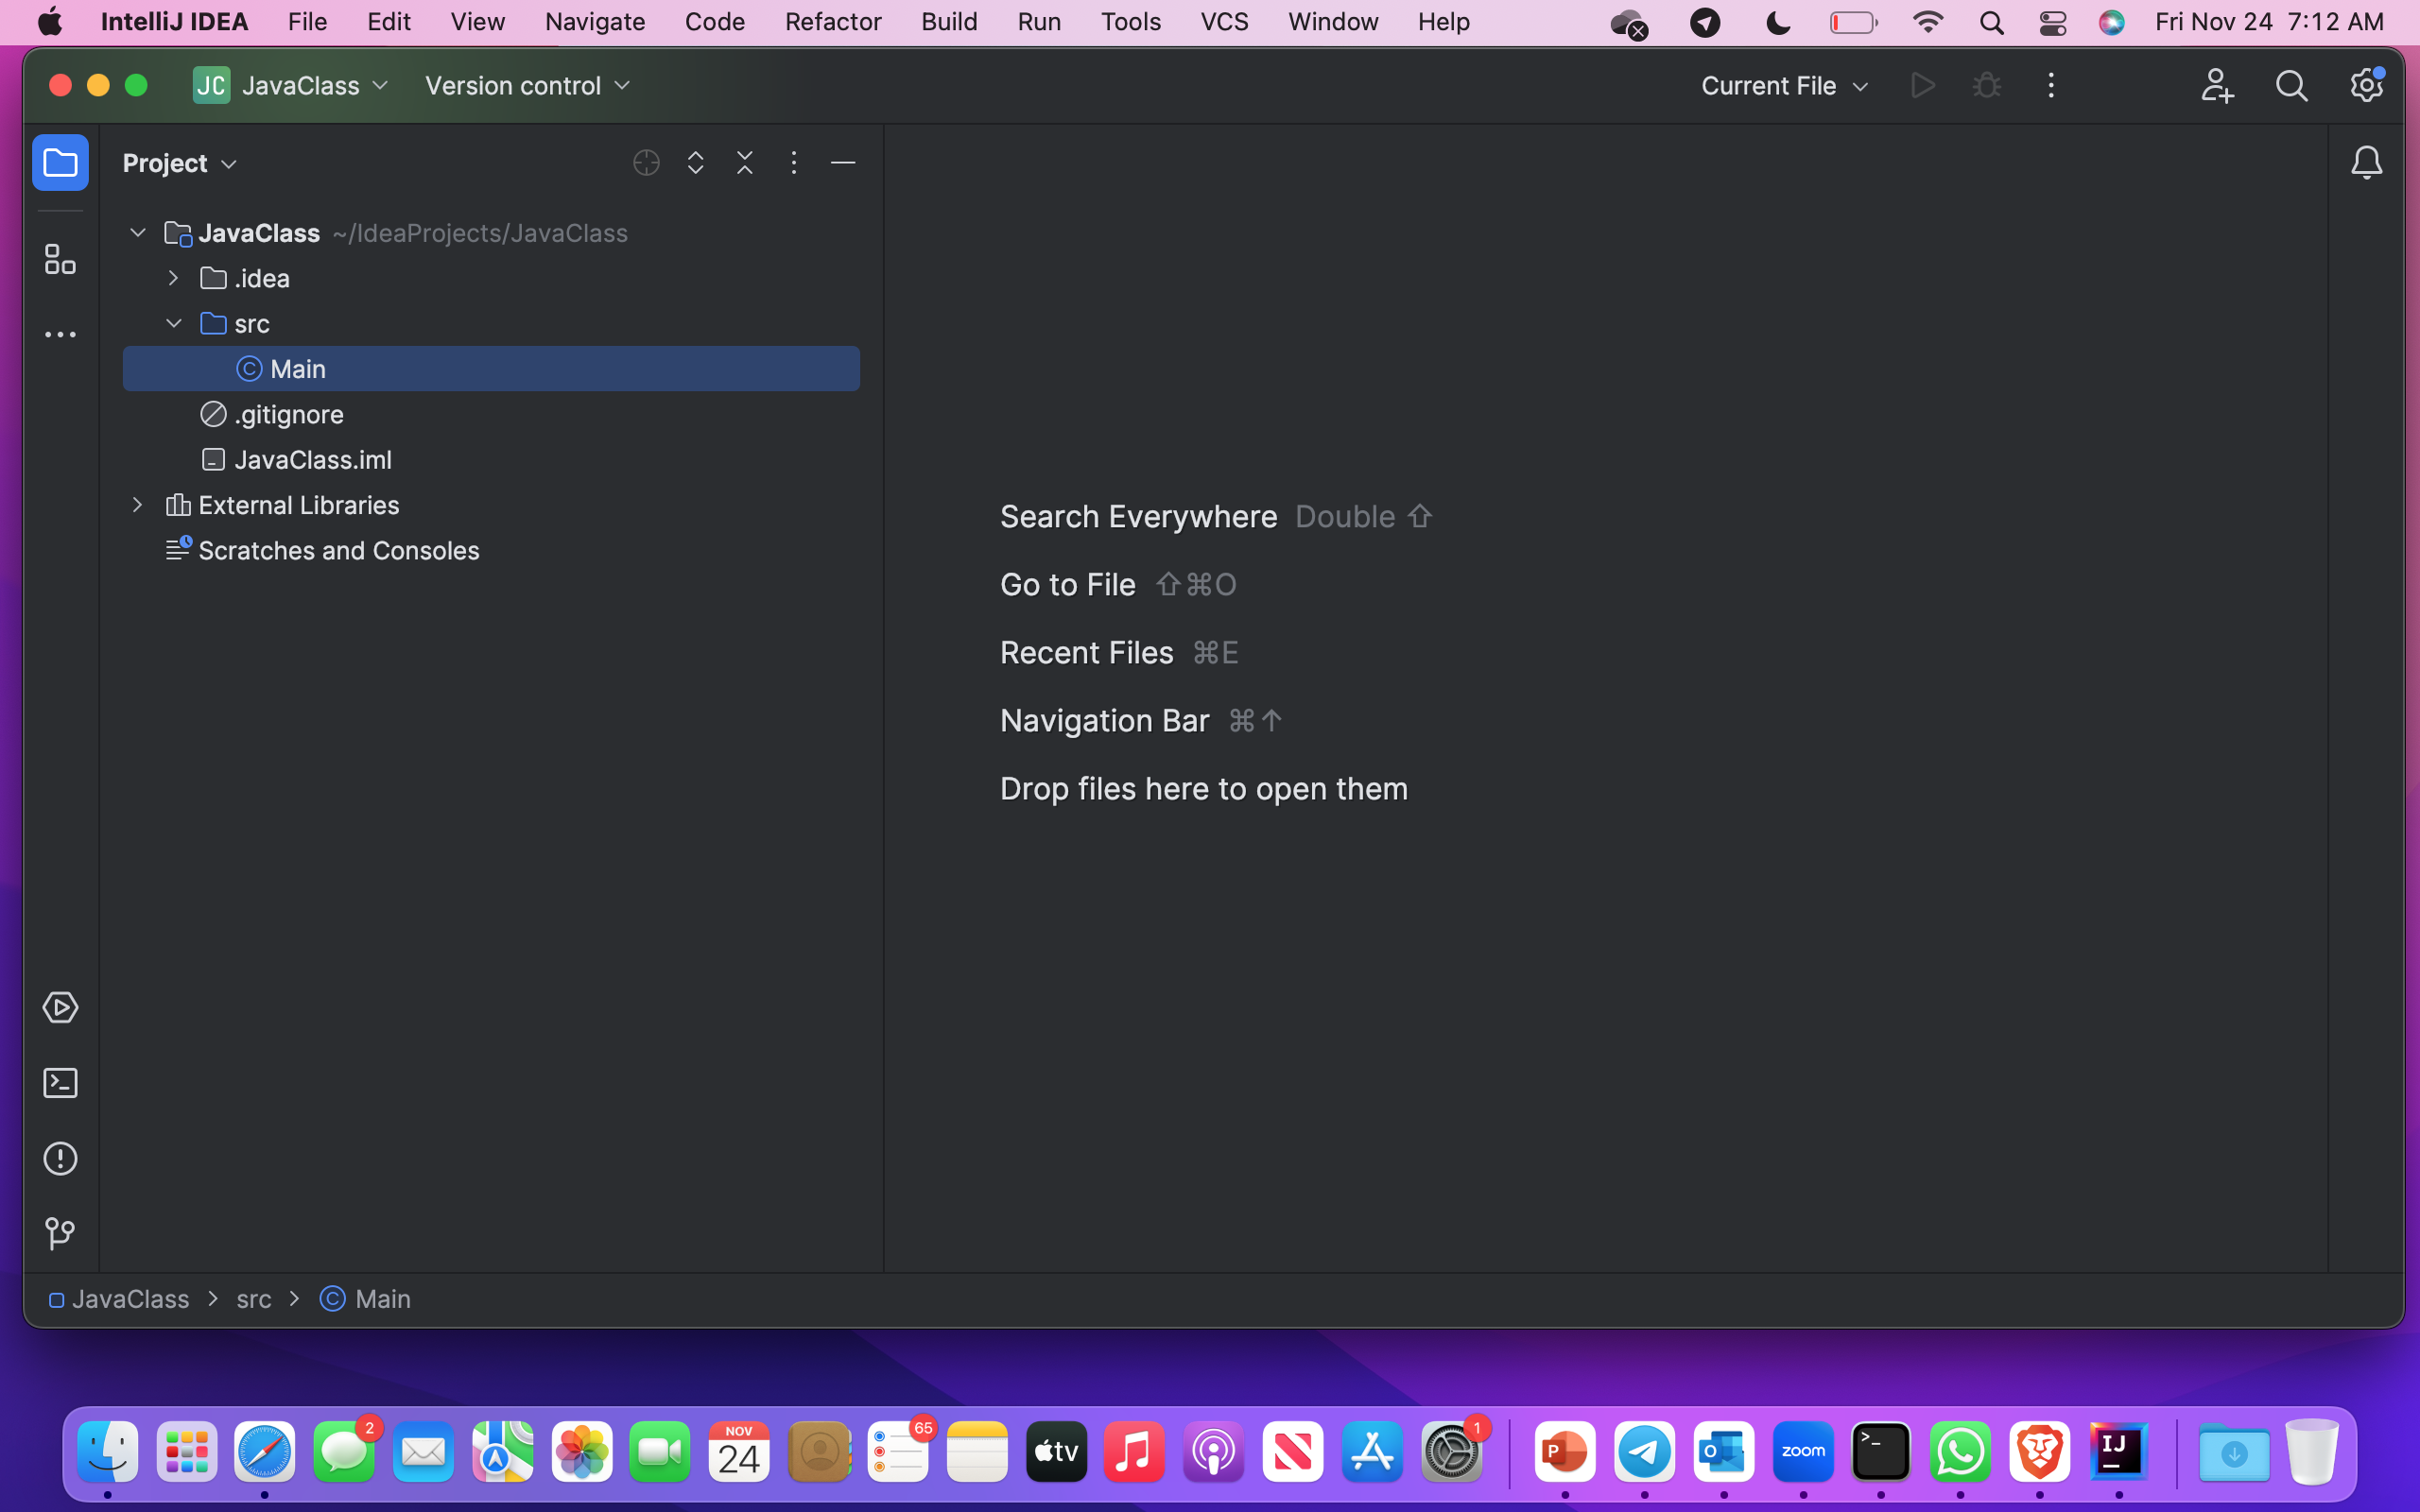 IntelliJ IDEA File Edit View Navigate Code Refactor Build Run Tools VCS Window Help Fri Nov 24 7:12 AM
JC JavaClass Version control Current File
Project
JavaClass ~/IdeaProjects/JavaClass
.idea
src
C Main
.gitignore
JavaClass.iml
External Libraries
Scratches and Consoles
Search Everywhere Double ⇧
Go to File ⇧⌘O
Recent Files ⌘E
Navigation Bar ⌘↑
Drop files here to open them
JavaClass > src > C Main
2 NOV 24 65 tv 1 P O zoom >_ IJ